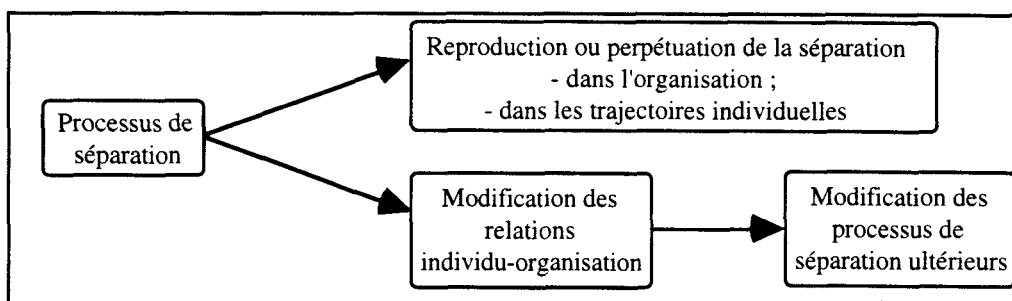 Reproduction ou perpétuation de la séparation
- dans l'organisation ;
- dans les trajectoires individuelles
Processus de
séparation
Modification des
relations
individu-organisation
Modification des
processus de
séparation ultérieurs